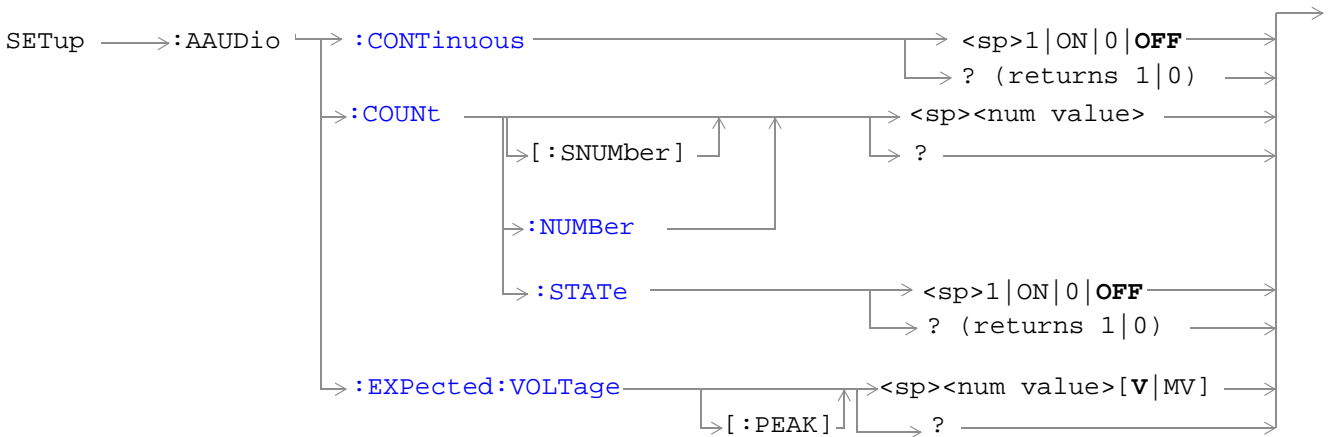 SETup :AAUDio :CONTinuous <sp>1|ON|0|OFF
? (returns 1|0)
:COUNt <sp><num value>
[:SNUMber] ?
:NUMBer
:STATe <sp>1|ON|0|OFF
? (returns 1|0)
:EXPected:VOLTage <sp><num value>[V|MV]
[:PEAK] ?